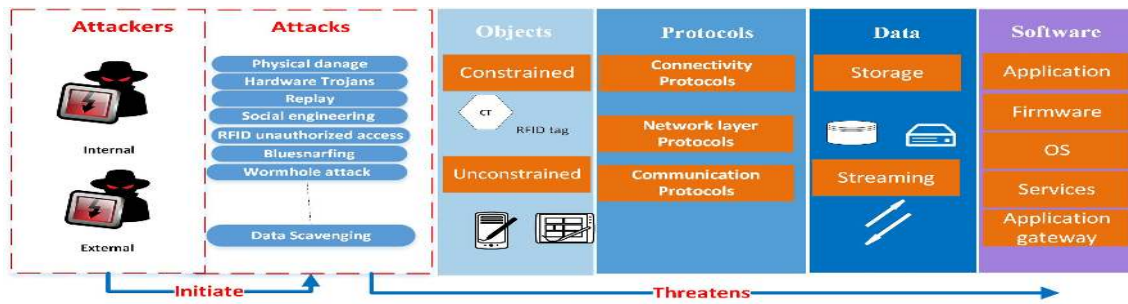 Attackers
Internal
External
Attacks
Physical danage
Hardware Trojans
Replay
Social engineering
RFID unauthorized access
Bluesnarfing
Wormhole attack
Data Scavenging
Objects
Constrained
CT
RFID tag
Unconstrained
Protocols
Connectivity
Protocols
Network layer
Protocols
Communication
Protocols
Data
Storage
Streaming
Software
Application
Firmware
OS
Services
Application
gateway
Initiate
Threatens